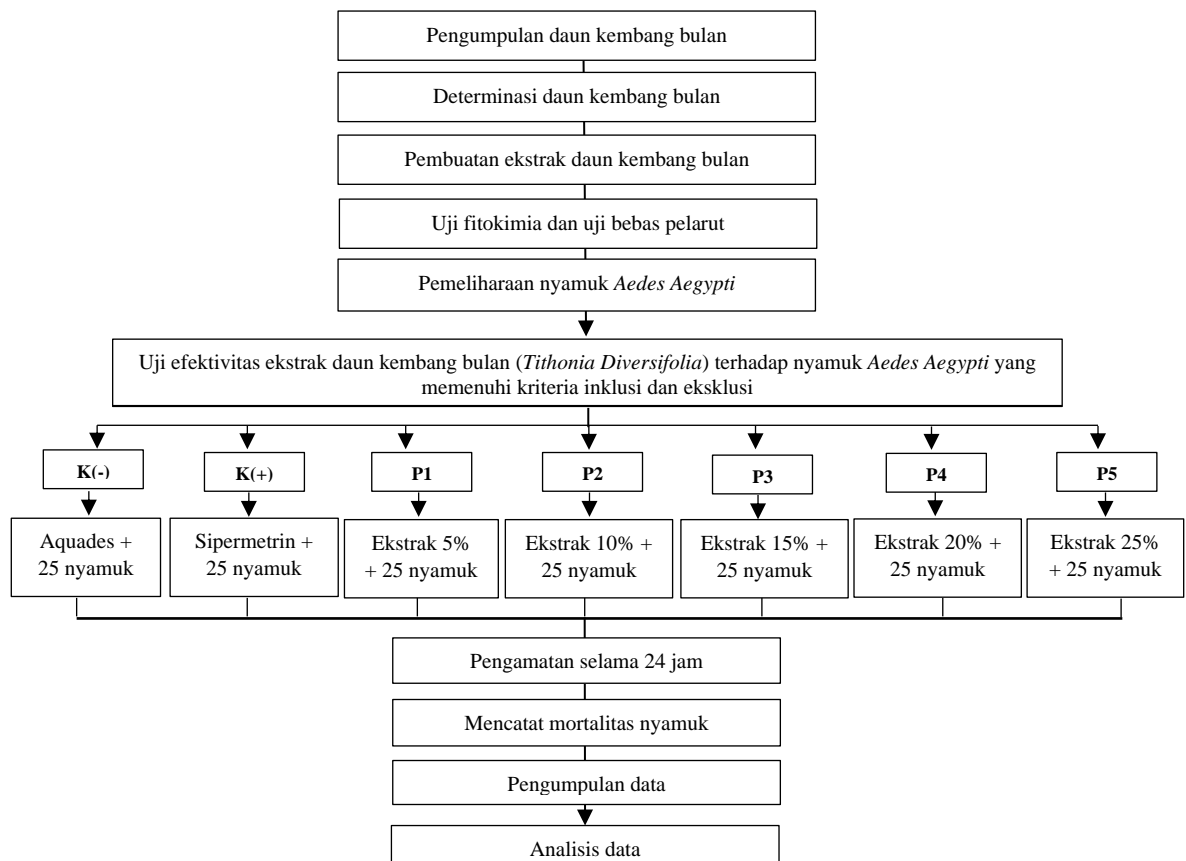 Pengumpulan daun kembang bulan
Determinasi daun kembang bulan
Pembuatan ekstrak daun kembang bulan
Uji fitokimia dan uji bebas pelarut
Pemeliharaan nyamuk Aedes Aegypti
Uji efektivitas ekstrak daun kembang bulan (Tithonia Diversifolia) terhadap nyamuk Aedes Aegypti yang
memenuhi kriteria inklusi dan eksklusi
K(-)
K(+)
P1
P2
P3
P4
P5
Aquades +
25 nyamuk
Sipermetrin +
25 nyamuk
Ekstrak 5%
+ 25 nyamuk
Ekstrak 10% +
25 nyamuk
Ekstrak 15% +
25 nyamuk
Ekstrak 20% +
25 nyamuk
Ekstrak 25%
+ 25 nyamuk
Pengamatan selama 24 jam
Mencatat mortalitas nyamuk
Pengumpulan data
Analisis data